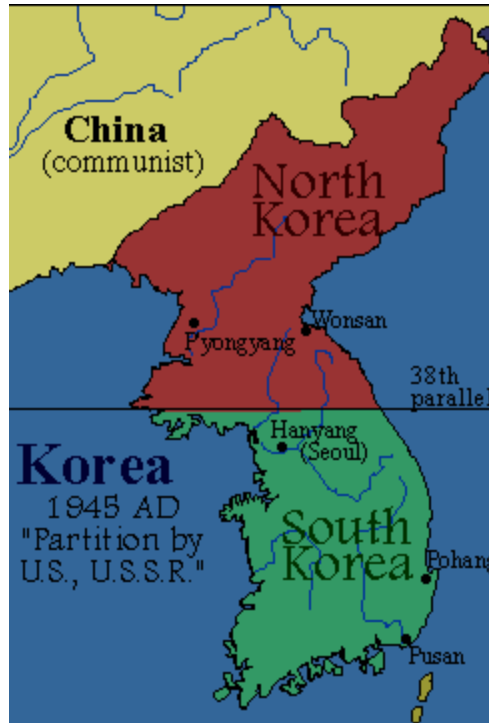 China
(communist)
North
Korea
Wonsan
Pyongyang
38th
parallel
Hanyang
(Seoul)
Korea
1945 AD
"Partition by
U.S., U.S.S.R."
South
Korea
Pohang
Pusan